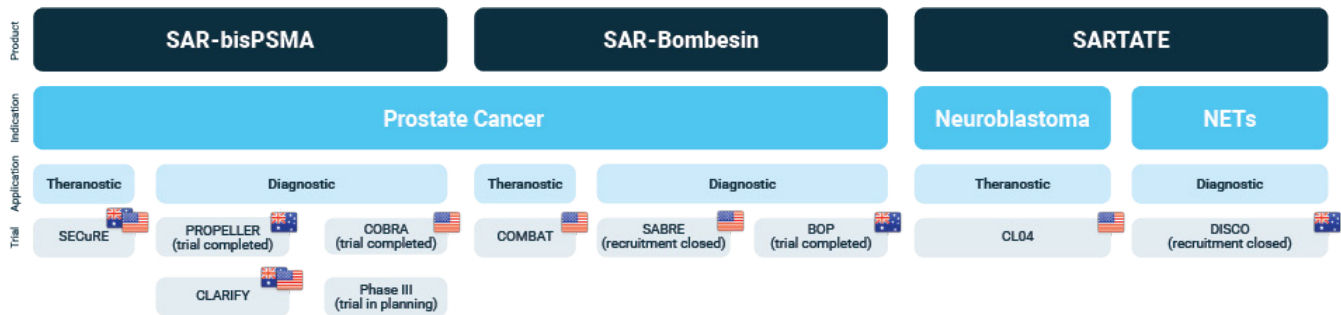 Product
SAR-bisPSMA
SAR-Bombesin
SARTATE
Indication
Prostate Cancer
Neuroblastoma
NETs
Application
Theranostic
Diagnostic
Theranostic
Diagnostic
Theranostic
Diagnostic
Trial
SECuRE
PROPELLER
(trial completed)
COBRA
(trial completed)
COMBAT
SABRE
(recruitment closed)
BOP
(trial completed)
CL04
DISCO
(recruitment closed)
CLARIFY
Phase III
(trial in planning)